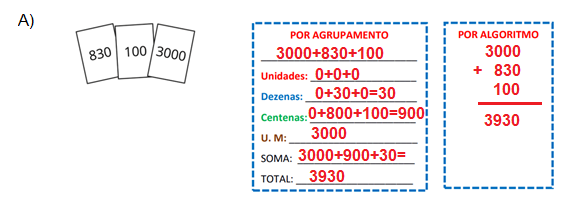 A)
830 100 3000
POR AGRUPAMENTO
3000+830+100
Unidades: 0+0+0
Dezenas: 0+30+0=30
Centenas: 0+800+100=900
U. M: 3000
SOMA: 3000+900+30=
TOTAL: 3930
POR ALGORITMO
3000
+ 830
100
3930